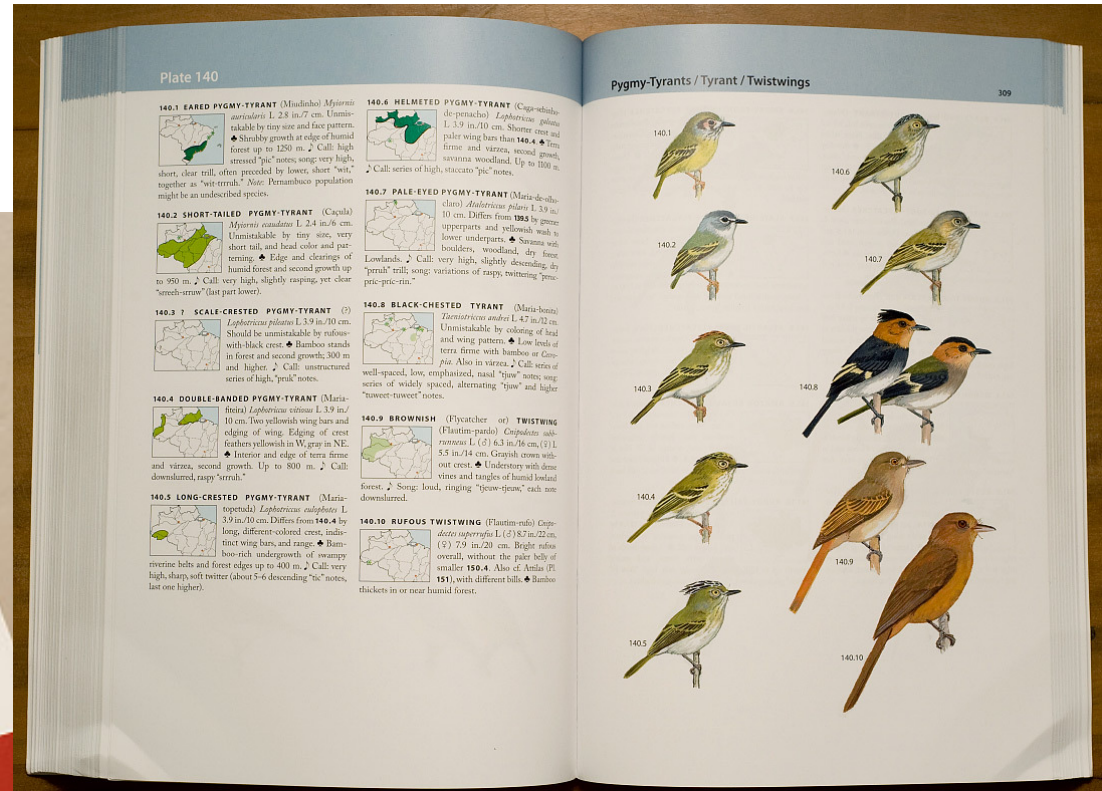 Plate 140
140.1 EARED PYGMY-TYRANT (Miudinho) Myiornis
auricularis L 2.8 in./7 cm. Unmis-
takable by tiny size and face pattern.
♣ Shrubby growth at edge of humid
forest up to 1250 m. ♪ Call: high
stressed "pic" notes; song: very high,
short, clear trill, often preceded by lower, short "wit,"
together as "wit-trrruh." Note: Pernambuco population
might be an undescribed species.
140.2 SHORT-TAILED PYGMY-TYRANT (Caçula)
Myiornis ecaudatus L 2.4 in./6 cm.
Unmistakable by tiny size, very
short tail, and head color and pat-
terning. ♣ Edge and clearings of
humid forest and second growth up
to 950 m. ♪ Call: very high, slightly rasping, yet clear
"srreeh-srruw" (last part lower).
140.3 ? SCALE-CRESTED PYGMY-TYRANT (?)
Lophotriccus pileatus L 3.9 in./10 cm.
Should be unmistakable by rufous-
with-black crest. ♣ Bamboo stands
in forest and second growth; 300 m
and higher. ♪ Call: unstructured
series of high, "pruk" notes.
140.4 DOUBLE-BANDED PYGMY-TYRANT (Maria-
fiteira) Lophotriccus vitiosus L 3.9 in./
10 cm. Two yellowish wing bars and
edging of wing. Edging of crest
feathers yellowish in W, gray in NE.
♣ Interior and edge of terra firme
and várzea, second growth. Up to 800 m. ♪ Call:
downslurred, raspy "srrruh."
140.5 LONG-CRESTED PYGMY-TYRANT (Maria-
topetuda) Lophotriccus eulophotes L
3.9 in./10 cm. Differs from 140.4 by
long, different-colored crest, indis-
tinct wing bars, and range. ♣ Bam-
boo-rich undergrowth of swampy
riverine belts and forest edges up to 400 m. ♪ Call: very
high, sharp, soft twitter (about 5–6 descending "tic" notes,
last one higher).
140.6 HELMETED PYGMY-TYRANT (Caga-sebinho-
de-penacho) Lophotriccus galeatus
L 3.9 in./10 cm. Shorter crest and
paler wing bars than 140.4. ♣ Terra
firme and várzea, second growth,
savanna woodland. Up to 1100 m.
♪ Call: series of high, staccato "pic" notes.
140.7 PALE-EYED PYGMY-TYRANT (Maria-de-olho-
claro) Atalotriccus pilaris L 3.9 in./
10 cm. Differs from 139.5 by greener
upperparts and yellowish wash to
lower underparts. ♣ Savanna with
boulders, woodland, dry forest.
Lowlands. ♪ Call: very high, slightly descending, dry
"prruh" trill; song: variations of raspy, twittering
pric-pric-rin."
140.8 BLACK-CHESTED TYRANT (Maria-bonita)
Taeniotriccus andrei L 4.7 in./12 cm.
Unmistakable by coloring of head
and wing pattern. ♣ Low levels of
terra firme with bamboo or Cecro-
pia. Also in várzea. ♪ Call: series of
well-spaced, low, emphasized, nasal "tjuw" notes; song:
series of widely spaced, alternating "tjuw" and higher
"tuweet-tuweet" notes.
140.9 BROWNISH (Flycatcher or) TWISTWING
(Flautim-pardo) Cnipodectes subb-
runneus L (♂) 6.3 in./16 cm, (♀) L
5.5 in./14 cm. Grayish crown with-
out crest. ♣ Understory with dense
vines and tangles of humid lowland
forest. ♪ Song: loud, ringing "tjeuw-tjeuw," each note
downslurred.
140.10 RUFOUS TWISTWING (Flautim-rufo) Cnipo-
dectes superrufus L (♂) 8.7 in./22 cm,
(♀) 7.9 in./20 cm. Bright rufous
overall, without the paler belly of
smaller 150.4. Also cf. Attilas (Pl.
151), with different bills. ♣ Bamboo
thickets in or near humid forest.
Pygmy-Tyrants / Tyrant / Twistwings
309
140.1
140.6
140.2
140.7
140.3
140.8
140.4
140.9
140.5
140.10